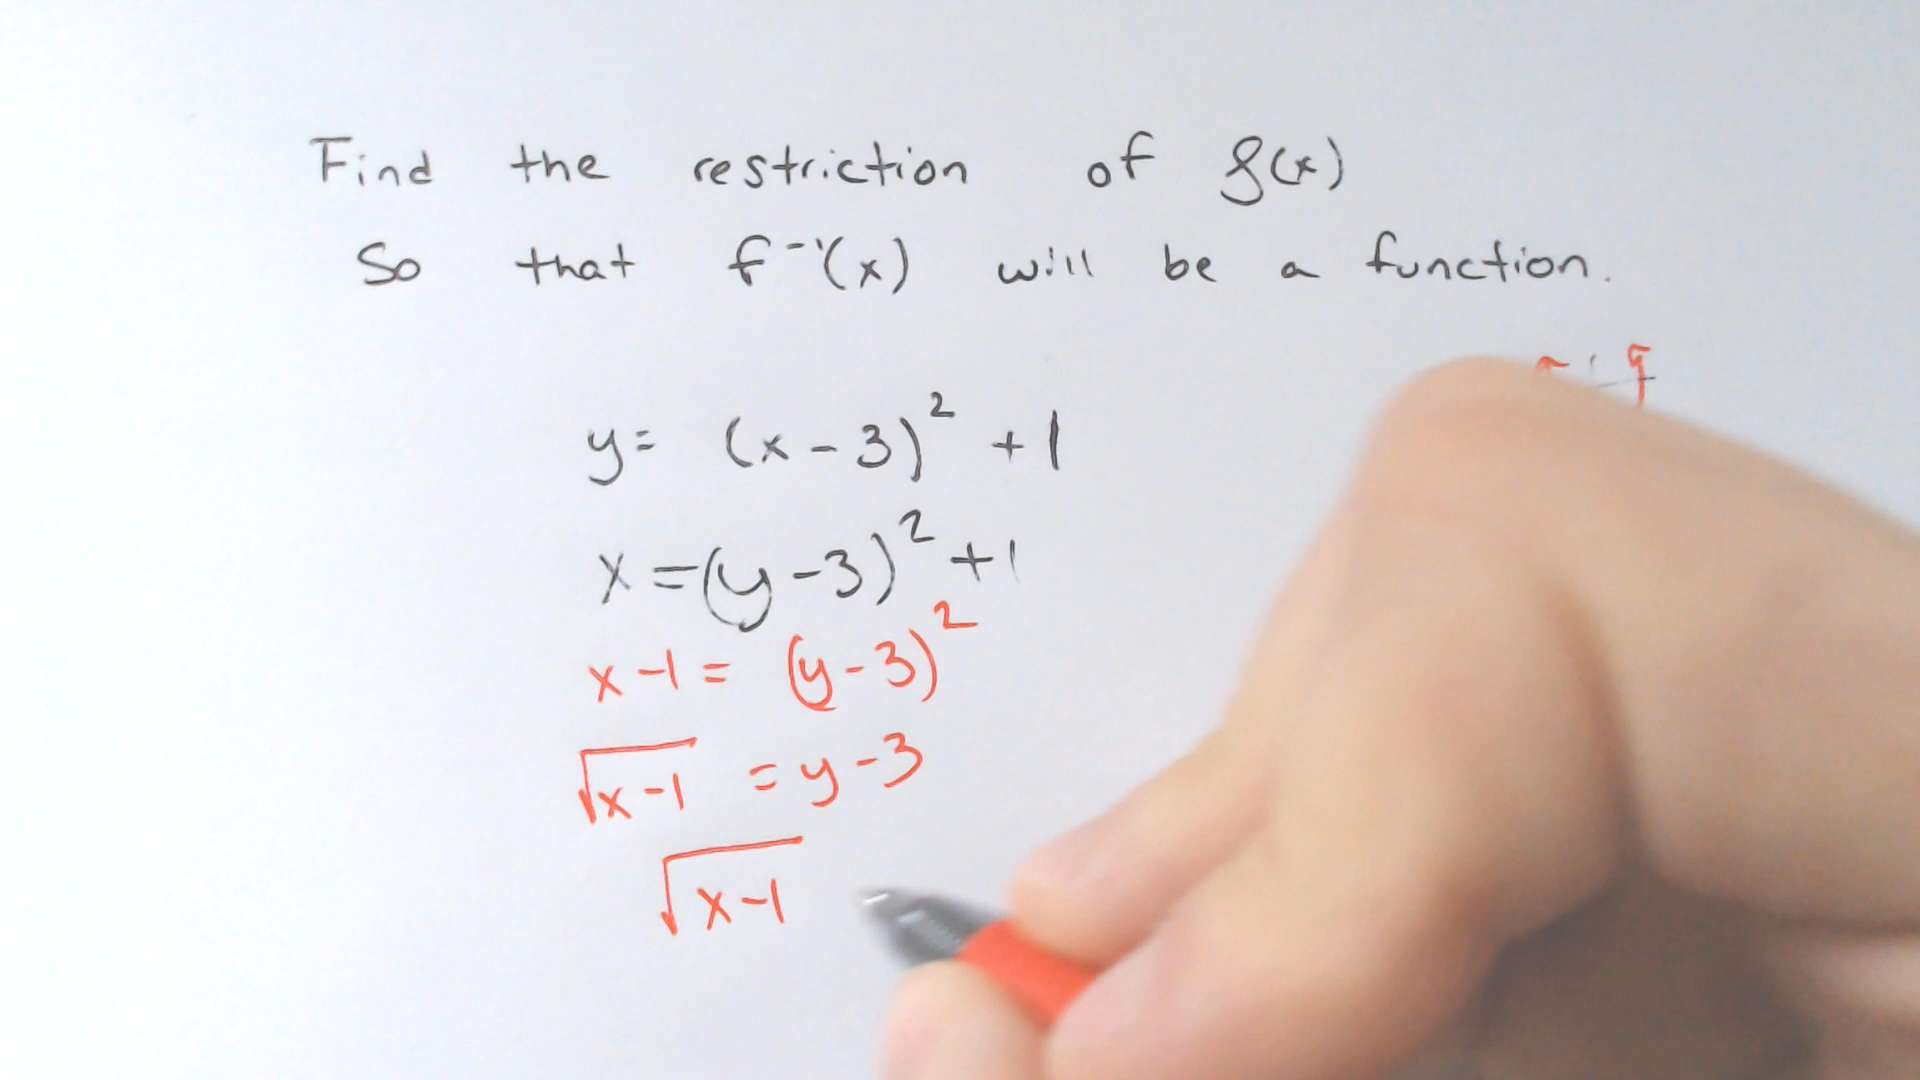 Find the restriction of f(x)
So that f⁻¹(x) will be a function.
y= (x-3)² +1
x=(y-3)²+1
x-1= (y-3)²
√x-1 =y-3
√x-1